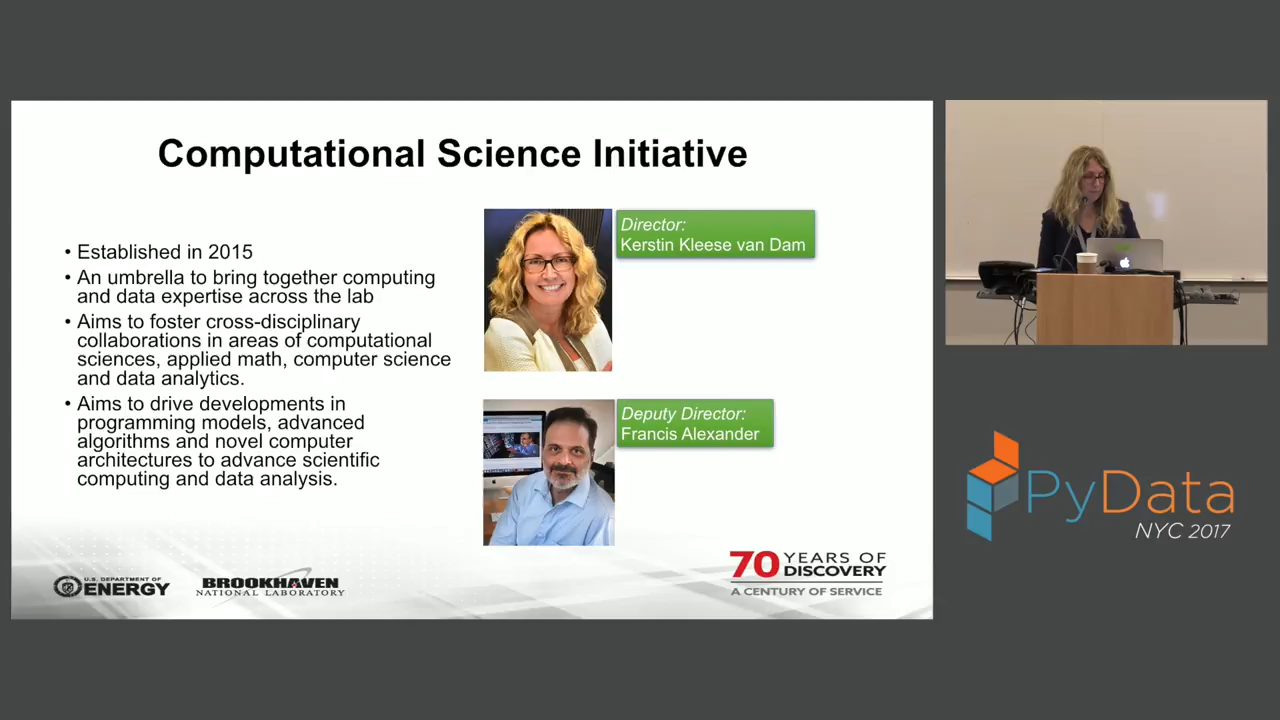 Computational Science Initiative
• Established in 2015
• An umbrella to bring together computing
and data expertise across the lab
• Aims to foster cross-disciplinary
collaborations in areas of computational
sciences, applied math, computer science
and data analytics.
• Aims to drive developments in
programming models, advanced
algorithms and novel computer
architectures to advance scientific
computing and data analysis.
Director:
Kerstin Kleese van Dam
Deputy Director:
Francis Alexander
U.S. DEPARTMENT OF
ENERGY
BROOKHAVEN
NATIONAL LABORATORY
70 YEARS OF
DISCOVERY
A CENTURY OF SERVICE
PyData
NYC 2017